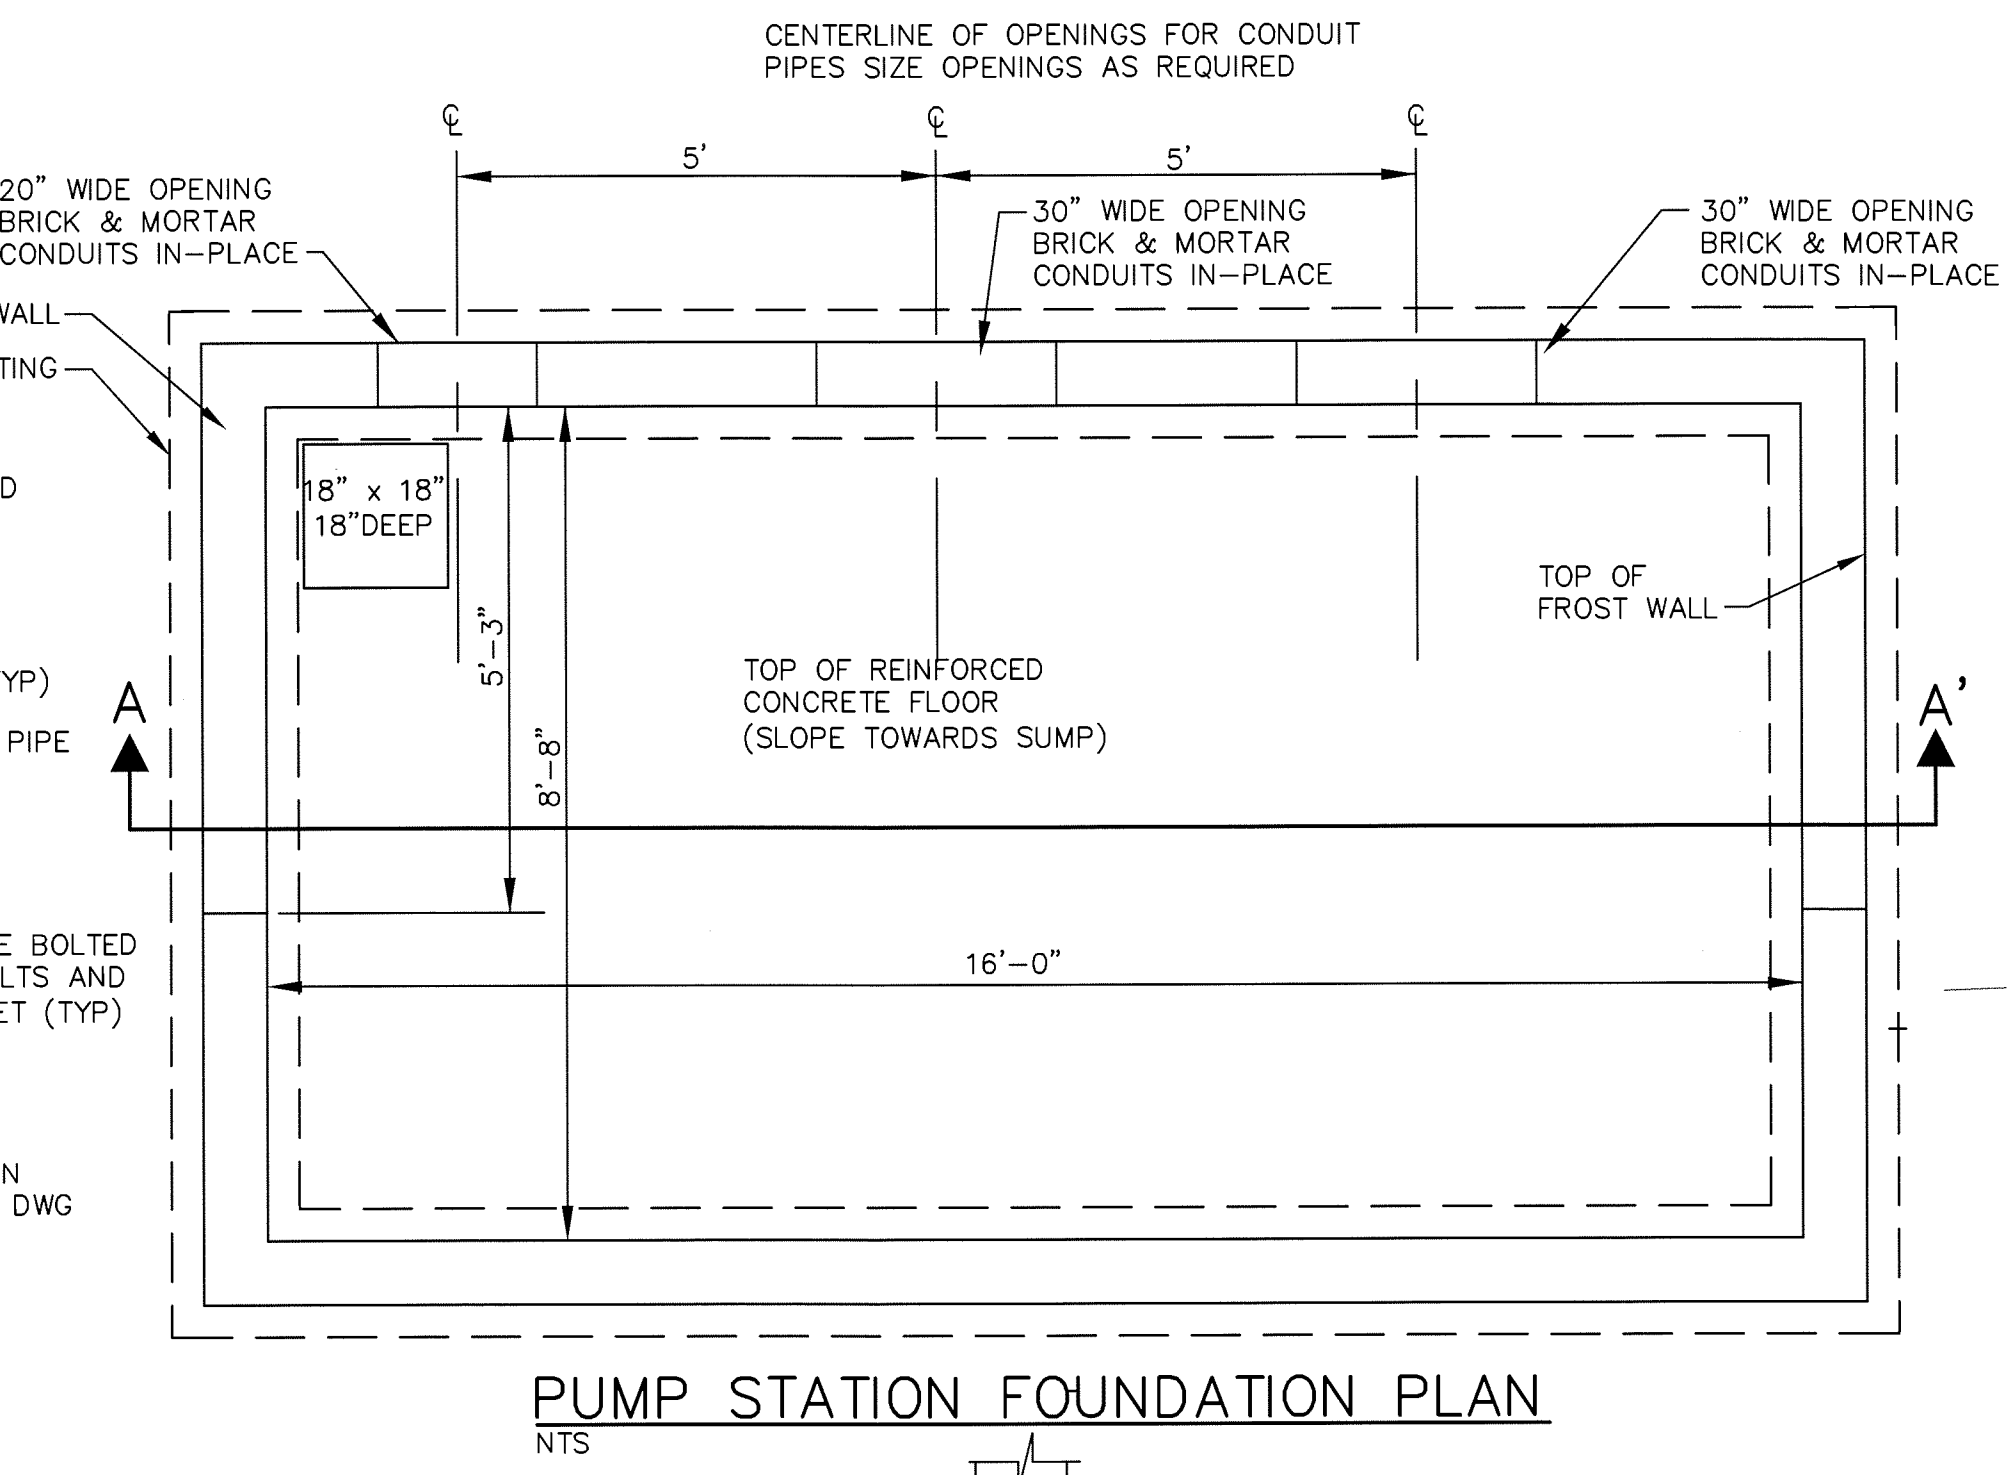 CENTERLINE OF OPENINGS FOR CONDUIT
PIPES SIZE OPENINGS AS REQUIRED
℄ ℄ ℄
5' 5'
20" WIDE OPENING
BRICK & MORTAR
CONDUITS IN-PLACE
30" WIDE OPENING
BRICK & MORTAR
CONDUITS IN-PLACE
30" WIDE OPENING
BRICK & MORTAR
CONDUITS IN-PLACE
WALL
TING
D
18" x 18"
18"DEEP
TOP OF
FROST WALL
5'-3"
8'-8"
TOP OF REINFORCED
CONCRETE FLOOR
(SLOPE TOWARDS SUMP)
YP)
PIPE
A
A'
E BOLTED
LTS AND
ET (TYP)
16'-0"
N
DWG
PUMP STATION FOUNDATION PLAN
NTS